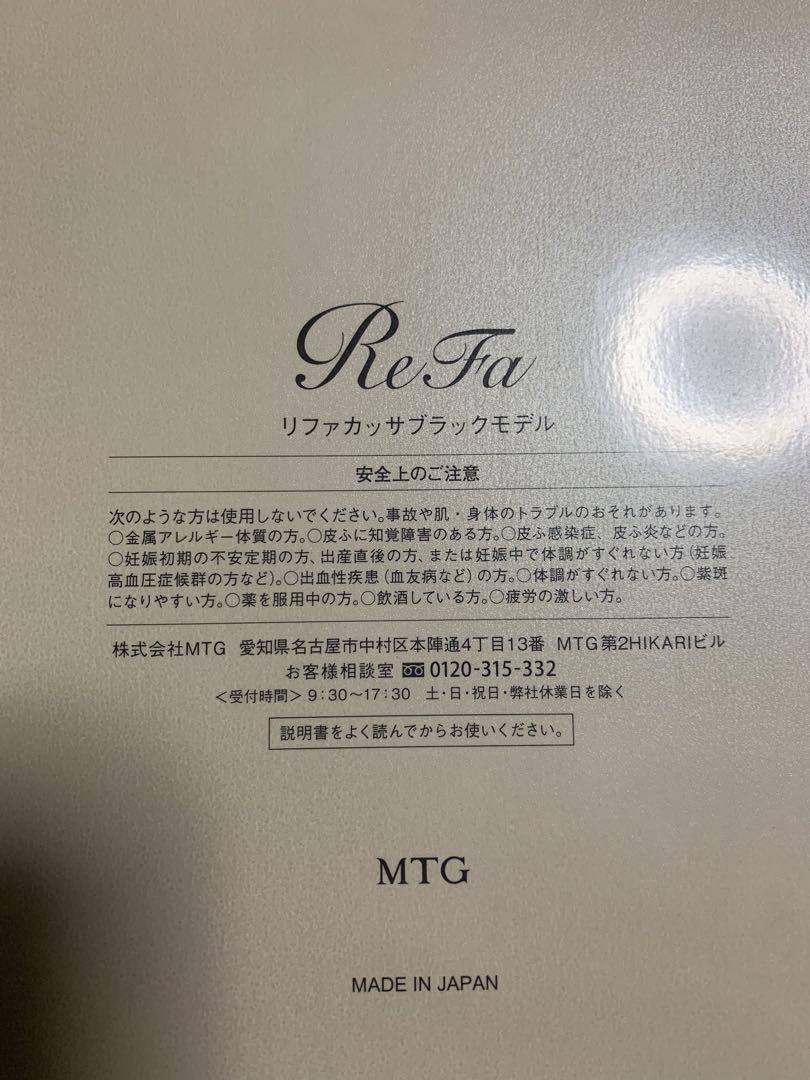 ReFa
リファカッサブラックモデル
安全上のご注意
次のような方は使用しないでください。事故や肌・身体のトラブルのおそれがあります。
○金属アレルギー体質の方。○皮ふに知覚障害のある方。○皮ふ感染症、皮ふ炎などの方。
○妊娠初期の不安定期の方、出産直後の方、または妊娠中で体調がすぐれない方(妊娠
高血圧症候群の方など)。○出血性疾患(血友病など)の方。○体調がすぐれない方。○紫斑
になりやすい方。○薬を服用中の方。○飲酒している方。○疲労の激しい方。
株式会社MTG 愛知県名古屋市中村区本陣通4丁目13番 MTG第2HIKARIビル
お客様相談室 0120-315-332
＜受付時間＞9:30～17:30 土・日・祝日・弊社休業日を除く
説明書をよく読んでからお使いください。
MTG
MADE IN JAPAN